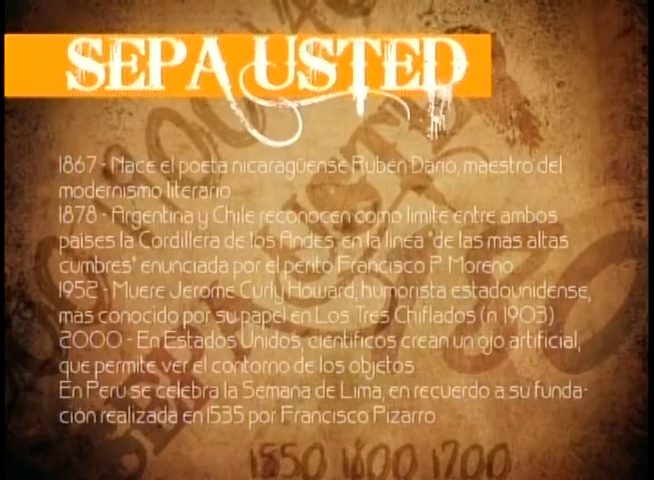 SEPA USTED
1867 - Nace el poeta nicaragüense Rubén Darío, maestro del
modernismo literario
1878 - Argentina y Chile reconocen como límite entre ambos
países la Cordillera de los Andes, en la línea "de las más altas
cumbres" enunciada por el perito Francisco P. Moreno
1952 - Muere Jerome Curly Howard, humorista estadounidense,
más conocido por su papel en Los Tres Chiflados (n. 1903)
2000 - En Estados Unidos, científicos crean un ojo artificial,
que permite ver el contorno de los objetos
En Perú se celebra la Semana de Lima, en recuerdo a su funda-
ción realizada en 1535 por Francisco Pizarro
1550 1600 1700